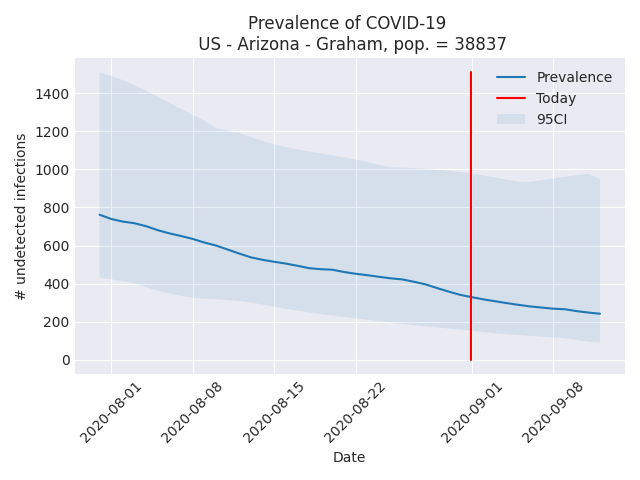 Prevalence of COVID-19
US - Arizona - Graham, pop. = 38837
Prevalence
Today
95CI
1400
1200
1000
800
600
400
200
0
# undetected infections
2020-08-01
2020-08-08
2020-08-15
2020-08-22
2020-09-01
2020-09-08
Date